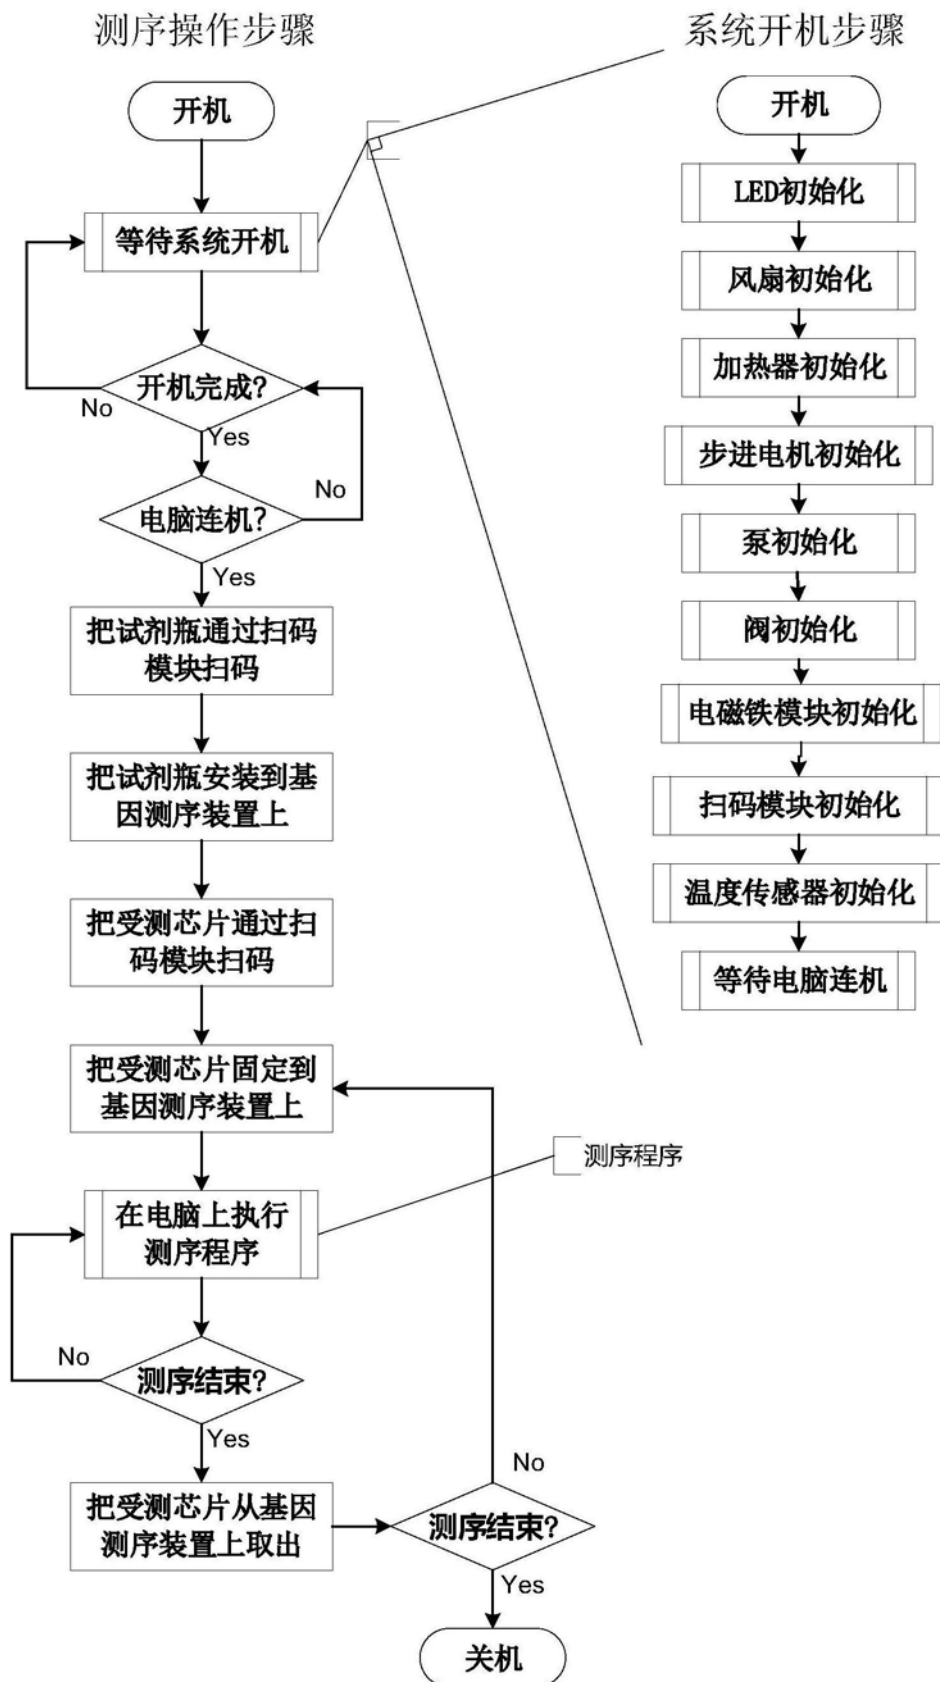 测序操作步骤
开机
等待系统开机
开机完成?
No
Yes
电脑连机?
No
Yes
把试剂瓶通过扫码
模块扫码
把试剂瓶安装到基
因测序装置上
把受测芯片通过扫
码模块扫码
把受测芯片固定到
基因测序装置上
在电脑上执行
测序程序
测序程序
测序结束?
No
Yes
把受测芯片从基因
测序装置上取出
测序结束?
No
Yes
关机
系统开机步骤
开机
LED初始化
风扇初始化
加热器初始化
步进电机初始化
泵初始化
阀初始化
电磁铁模块初始化
扫码模块初始化
温度传感器初始化
等待电脑连机